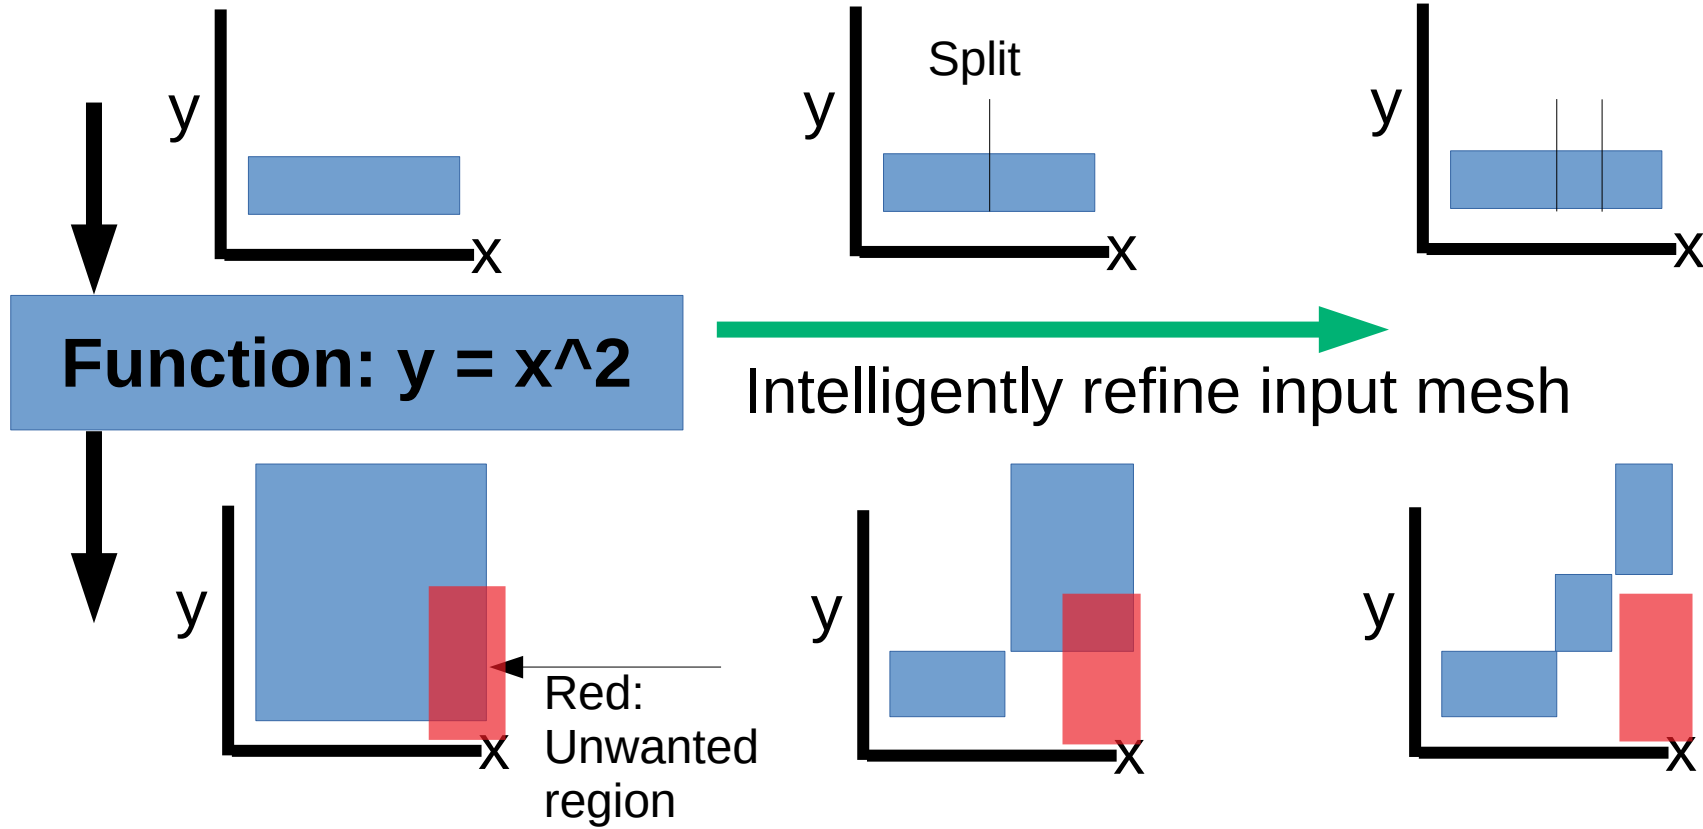 y
x
Split
y
x
y
x
Function: y = x^2
Intelligently refine input mesh
y
x
Red:
Unwanted
region
y
x
y
x